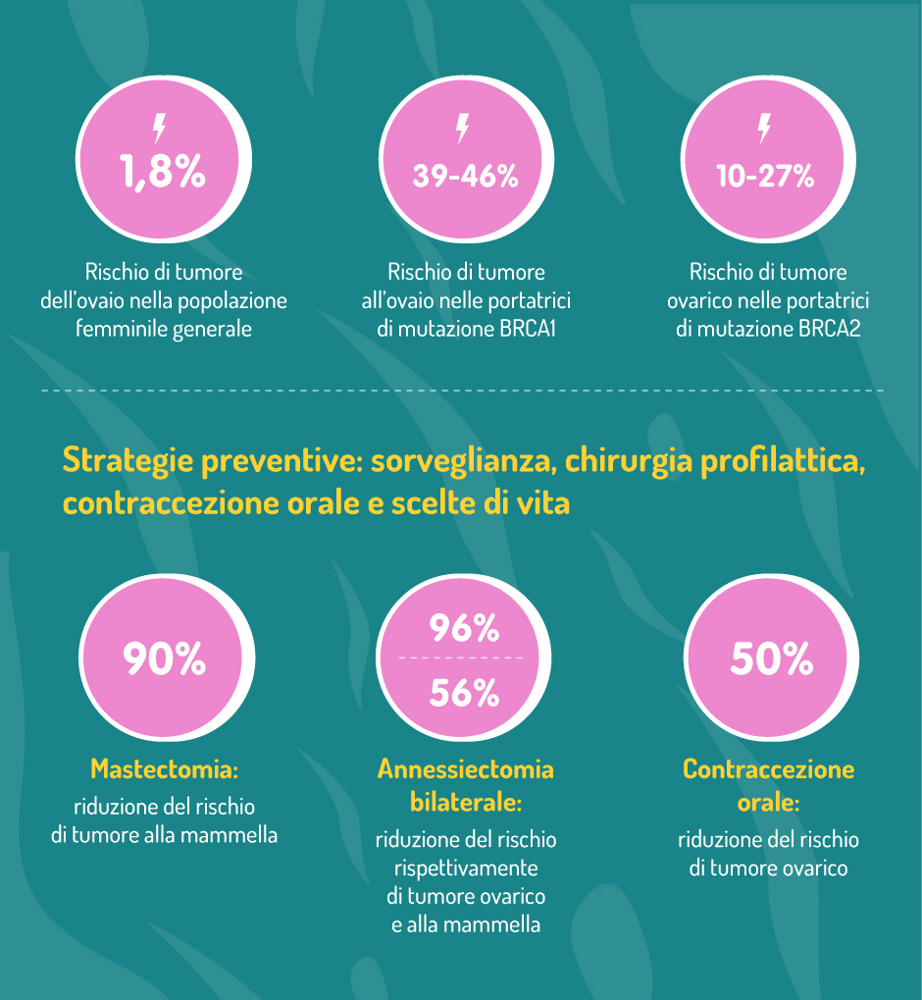 1,8%
Rischio di tumore
dell'ovaio nella popolazione
femminile generale
39-46%
Rischio di tumore
all'ovaio nelle portatrici
di mutazione BRCA1
10-27%
Rischio di tumore
ovarico nelle portatrici
di mutazione BRCA2
Strategie preventive: sorveglianza, chirurgia profilattica,
contraccezione orale e scelte di vita
90%
Mastectomia:
riduzione del rischio
di tumore alla mammella
96%
56%
Annessiectomia
bilaterale:
riduzione del rischio
rispettivamente
di tumore ovarico
e alla mammella
50%
Contraccezione
orale:
riduzione del rischio
di tumore ovarico